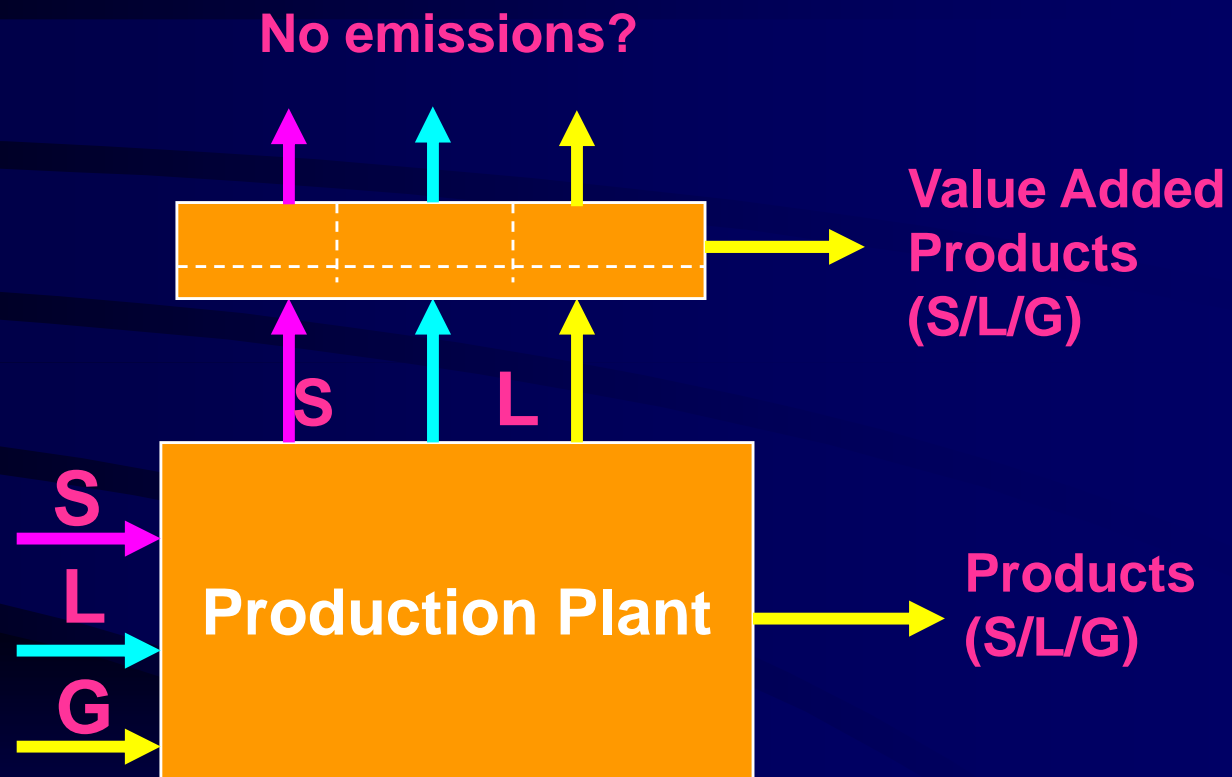 No emissions?
Value Added
Products
(S/L/G)
S
L
S
L
G
Production Plant
Products
(S/L/G)